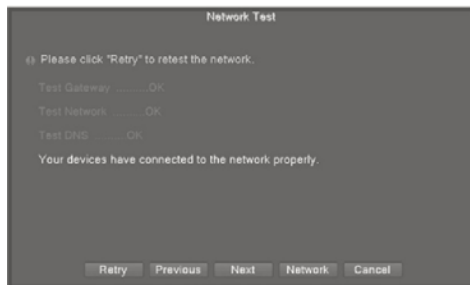 Network Test
Please click "Retry" to retest the network.
Test Gateway ..........OK
Test Network ..........OK
Test DNS ......... OK
Your devices have connected to the network properly.
Retry Previous Next Network Cancel